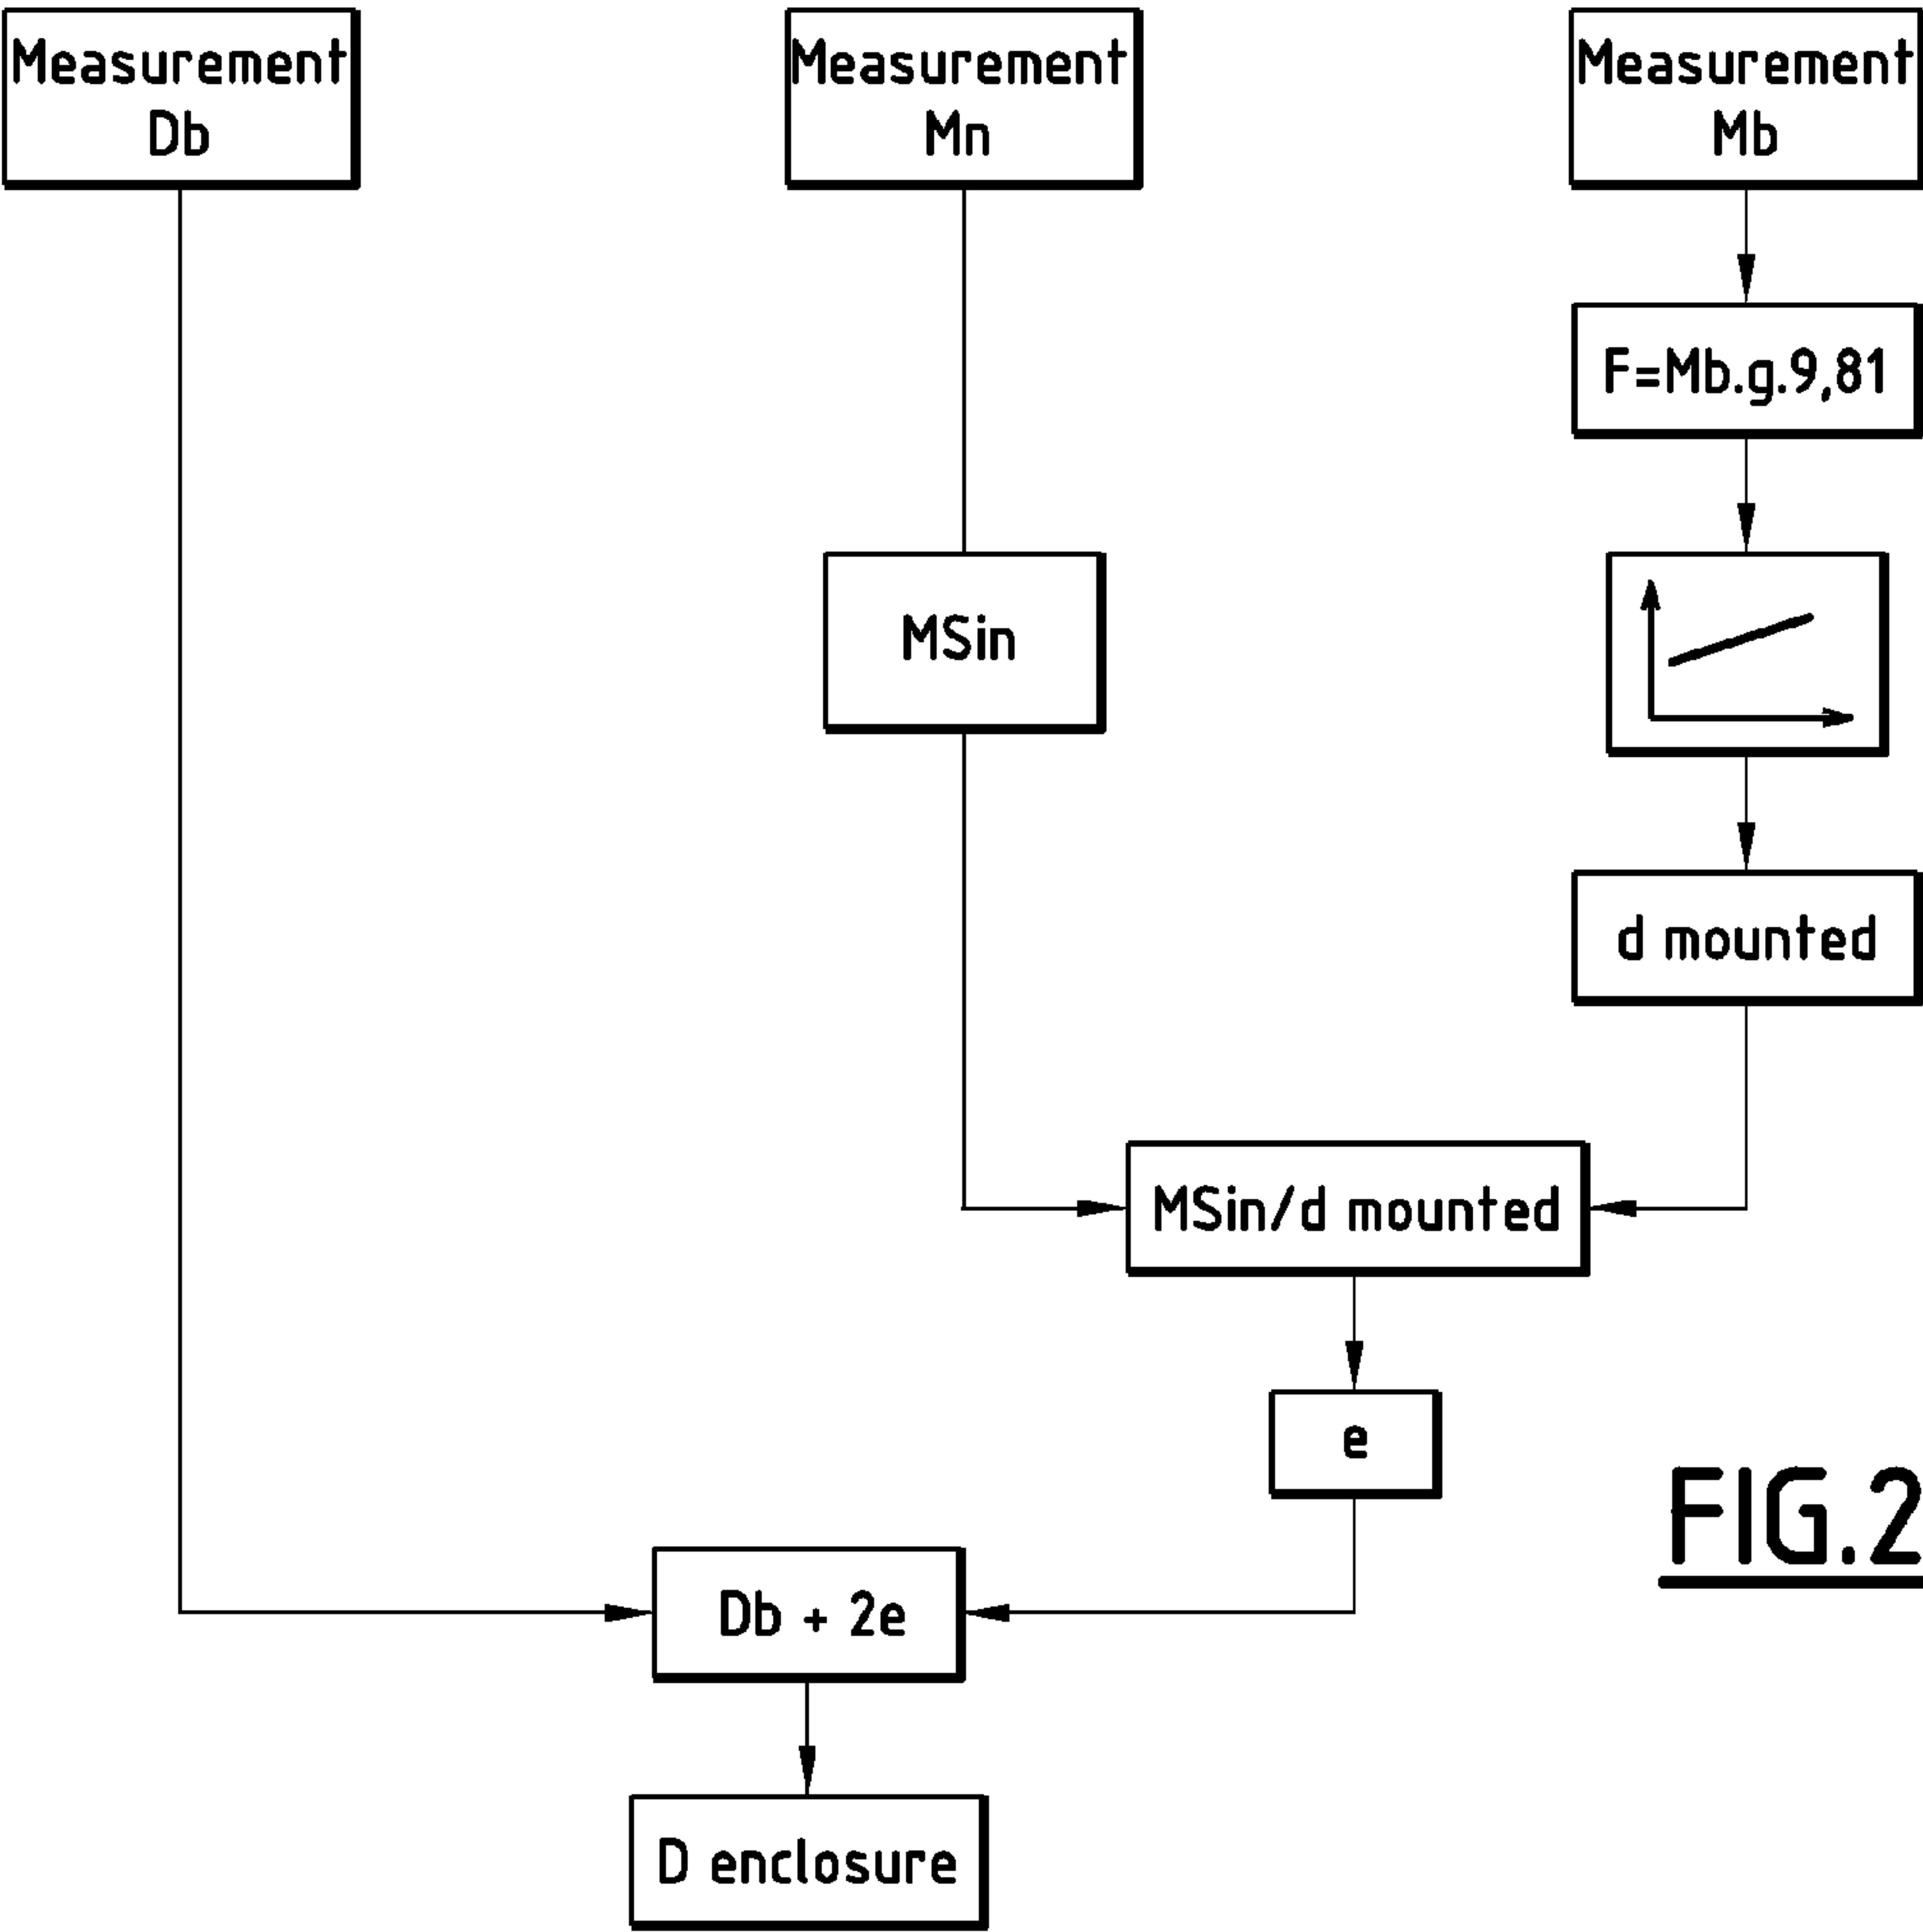 Measurement
Db
Measurement
Mn
Measurement
Mb
F=Mb.g.9,81
MSin
d mounted
MSin/d mounted
e
FIG.2
Db + 2e
D enclosure